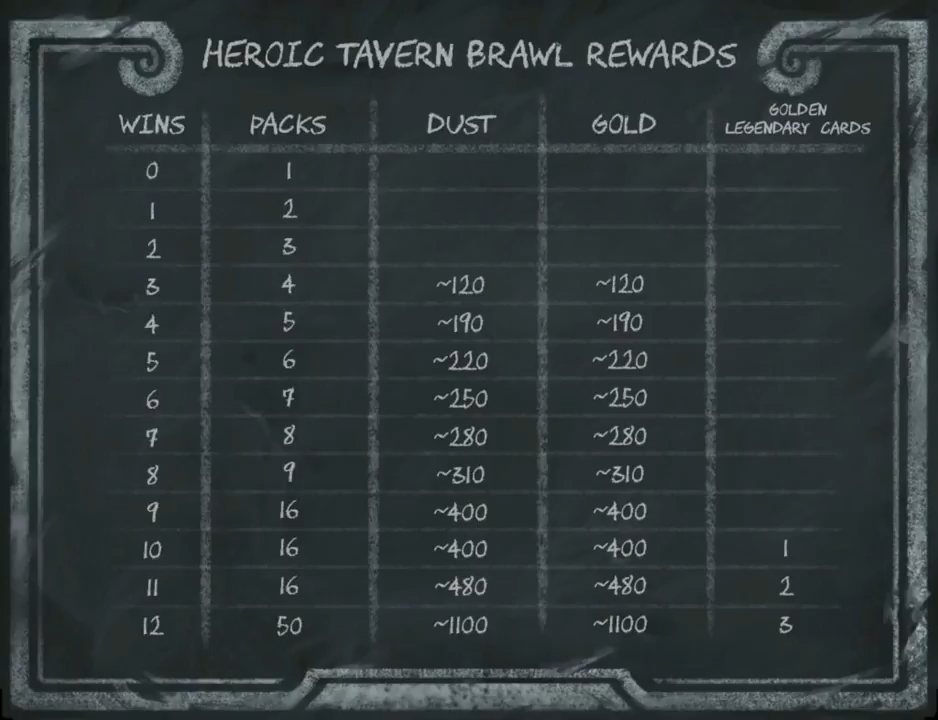 HEROIC TAVERN BRAWL REWARDS
WINS PACKS DUST GOLD GOLDEN LEGENDARY CARDS
0 1
1 2
2 3
3 4 ~120 ~120
4 5 ~190 ~190
5 6 ~220 ~220
6 7 ~250 ~250
7 8 ~280 ~280
8 9 ~310 ~310
9 16 ~400 ~400
10 16 ~400 ~400 1
11 16 ~480 ~480 2
12 50 ~1100 ~1100 3